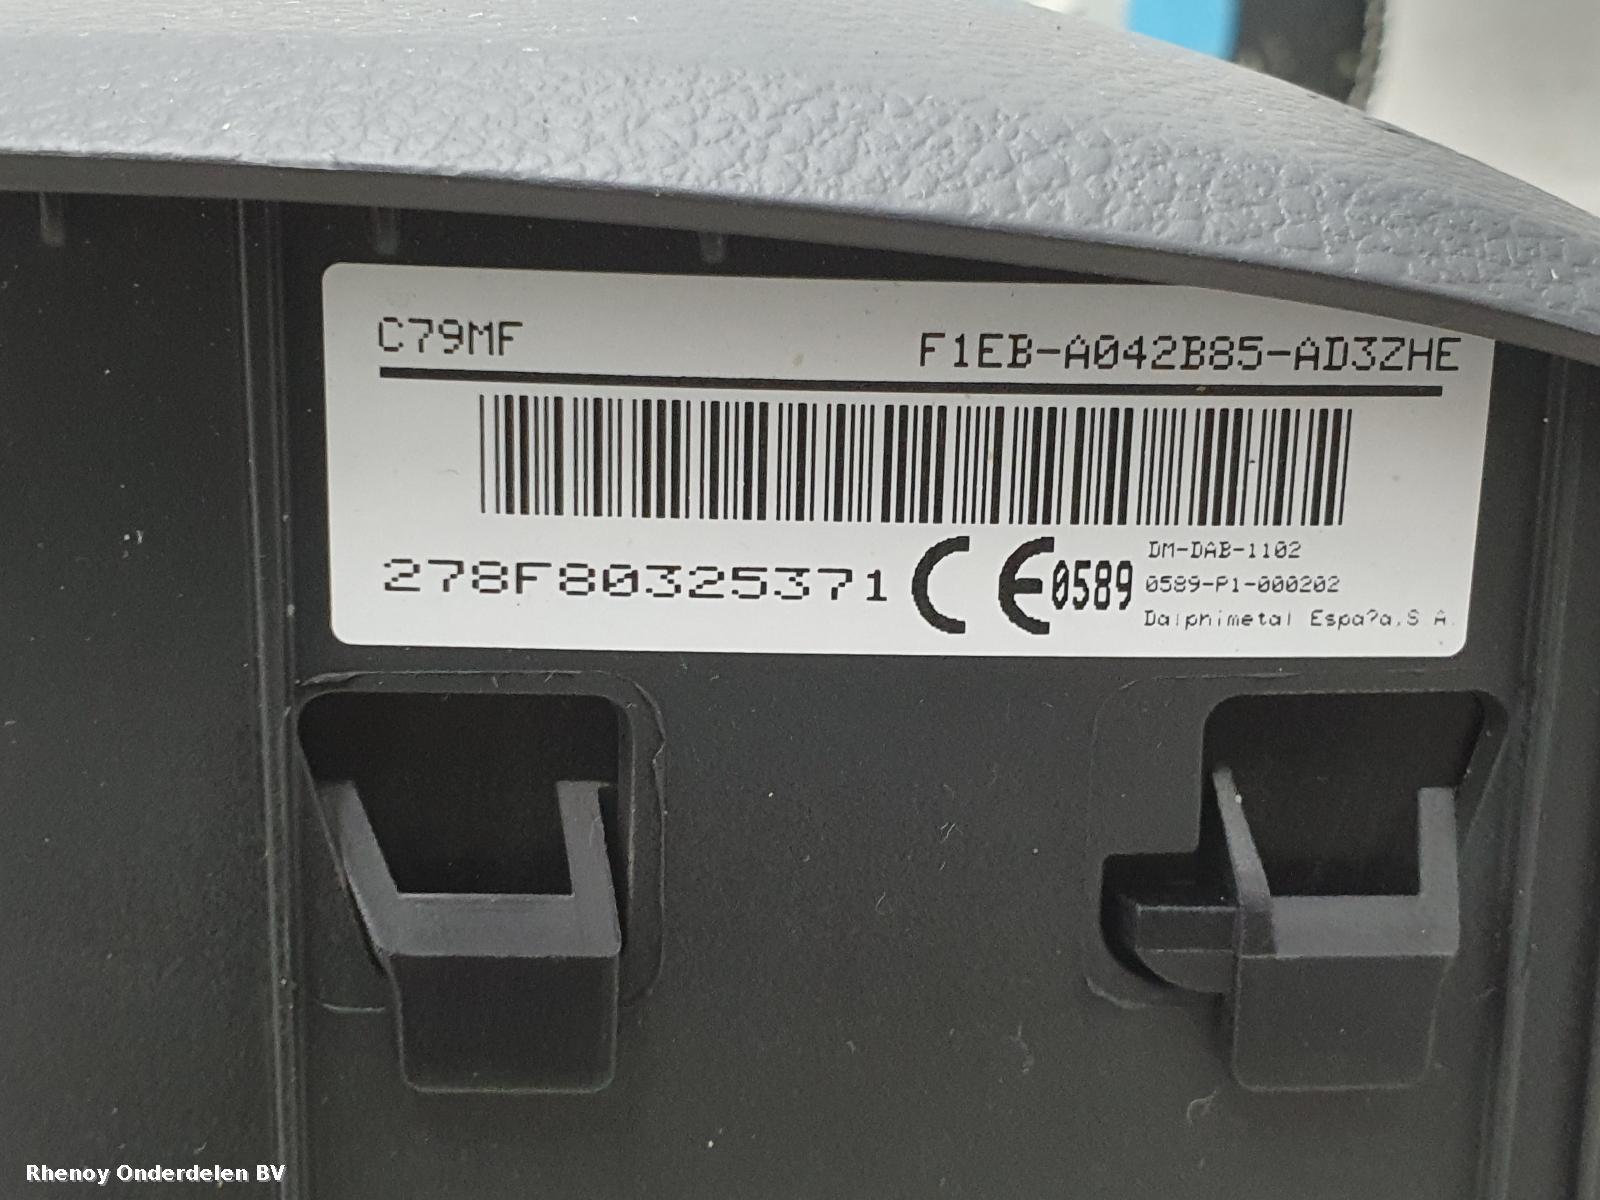 C79MF
F1EB-A042B85-AD3ZHE
278F80325371
CE0589
DM-DAB-1102
0589-P1-000202
Dalphimetal Espa?a,S A.
Rhenoy Onderdelen BV